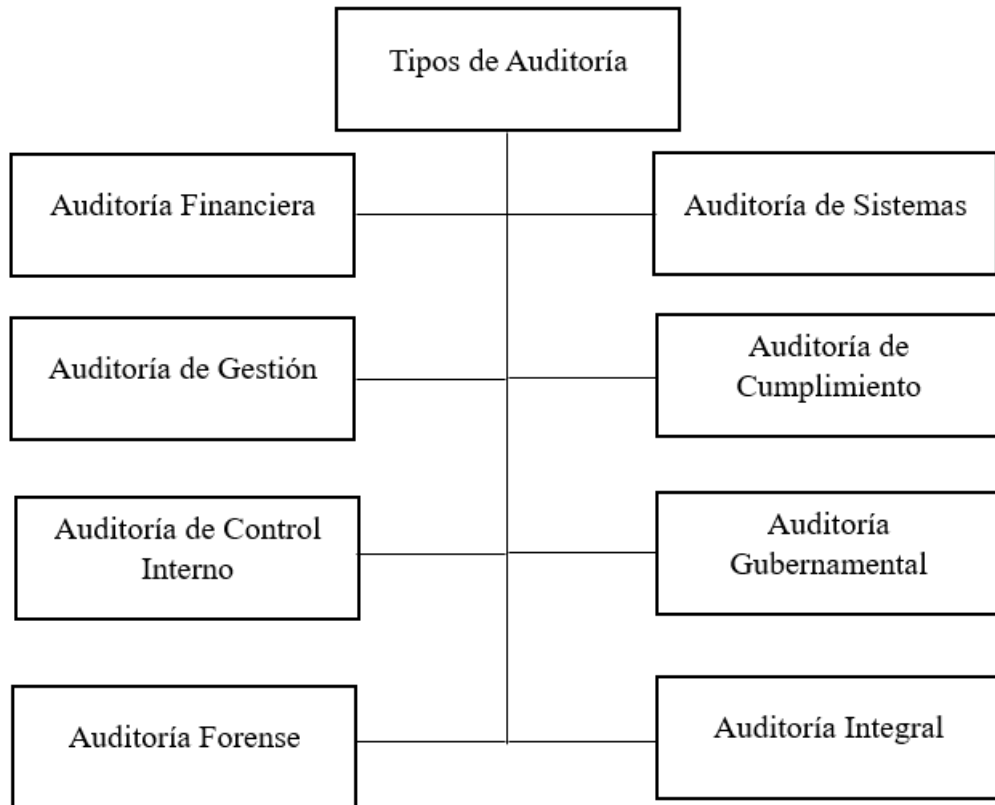 Tipos de Auditoría
Auditoría Financiera
Auditoría de Sistemas
Auditoría de Gestión
Auditoría de
Cumplimiento
Auditoría de Control
Interno
Auditoría
Gubernamental
Auditoría Forense
Auditoría Integral